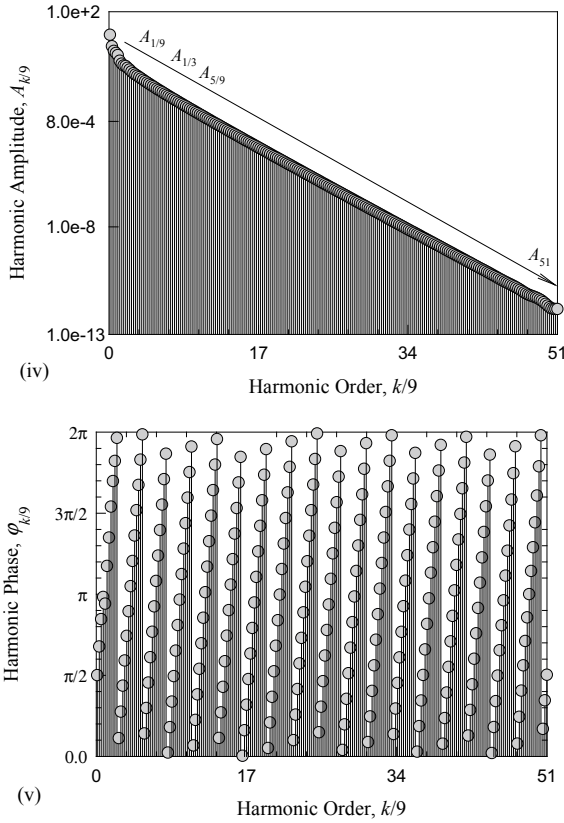 1.0e+2
A1/9
A1/3
A5/9
8.0e-4
Harmonic Amplitude, Ak/9
1.0e-8
A51
1.0e-13
0 17 34 51
(iv)
Harmonic Order, k/9
2π
3π/2
Harmonic Phase, φk/9
π
π/2
0.0
0 17 34 51
(v)
Harmonic Order, k/9